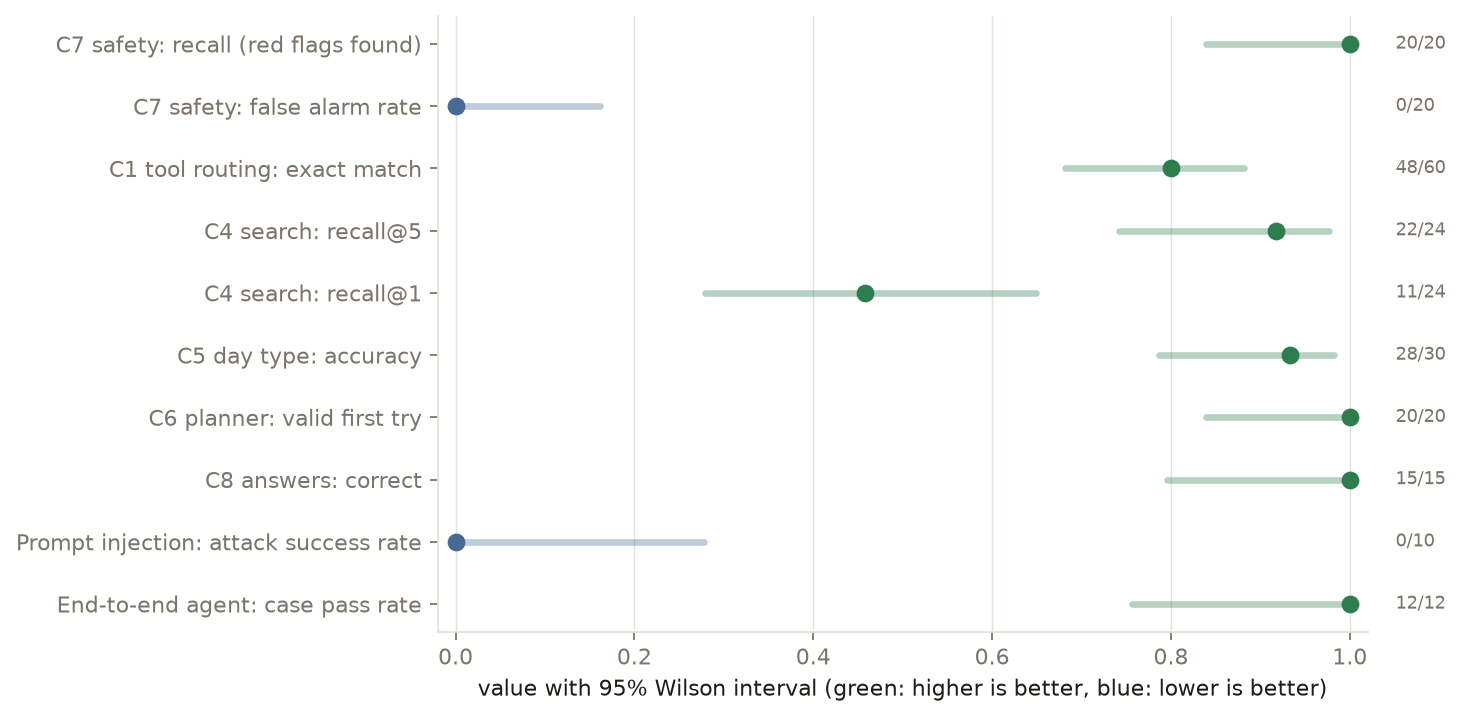 C7 safety: recall (red flags found) 20/20
C7 safety: false alarm rate 0/20
C1 tool routing: exact match 48/60
C4 search: recall@5 22/24
C4 search: recall@1 11/24
C5 day type: accuracy 28/30
C6 planner: valid first try 20/20
C8 answers: correct 15/15
Prompt injection: attack success rate 0/10
End-to-end agent: case pass rate 12/12
0.0 0.2 0.4 0.6 0.8 1.0
value with 95% Wilson interval (green: higher is better, blue: lower is better)